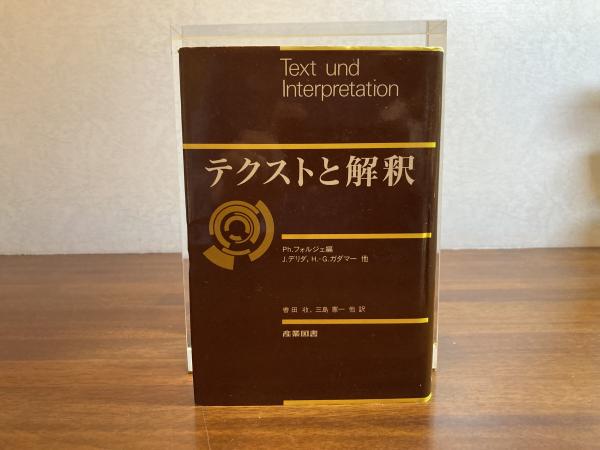 Text und
Interpretation
テクストと解釈
Ph.フォルジェ編
J.デリダ, H.-G.ガダマー 他
轡田 收, 三島 憲一 他 訳
産業図書